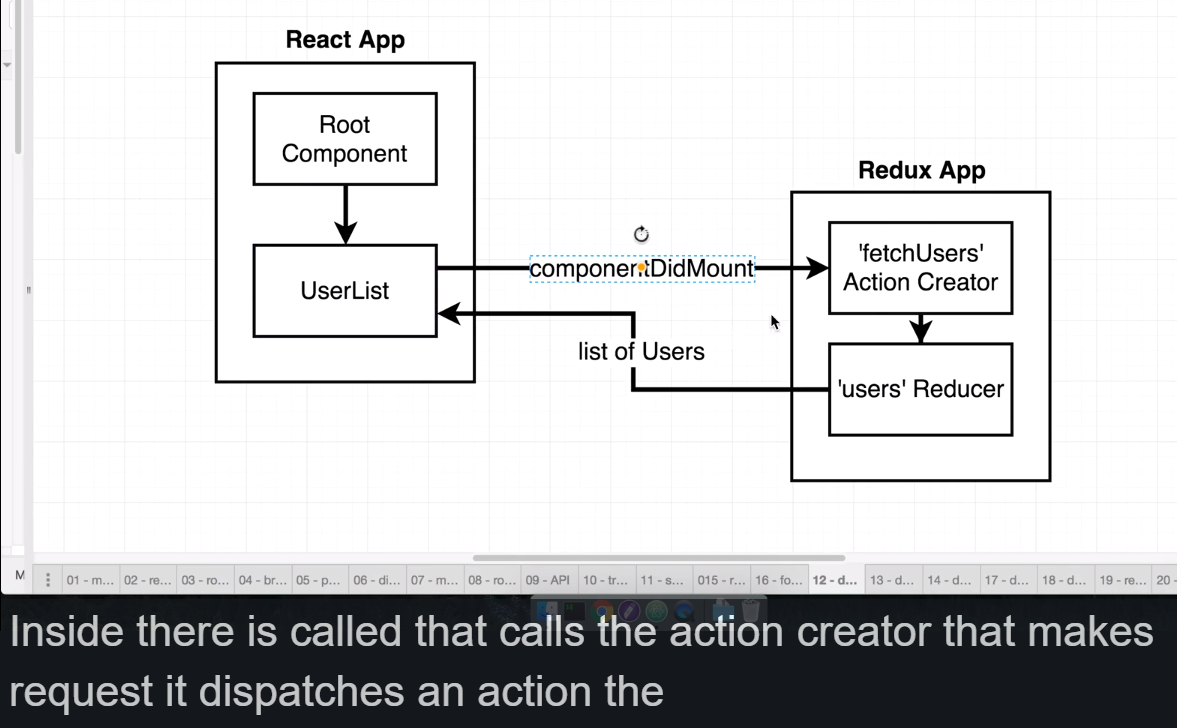 React App
Root
Component
UserList
componentDidMount
list of Users
Redux App
'fetchUsers'
Action Creator
'users' Reducer
M
01 - m... 02 - re... 03 - ro... 04 - br... 05 - p... 06 - di... 07 - m... 08 - ro... 09 - API 10 - tr... 11 - s... 015 - r... 16 - fo... 12 - d... 13 - d... 14 - d... 17 - d... 18 - d... 19 - re... 20 -
Inside there is called that calls the action creator that makes
request it dispatches an action the